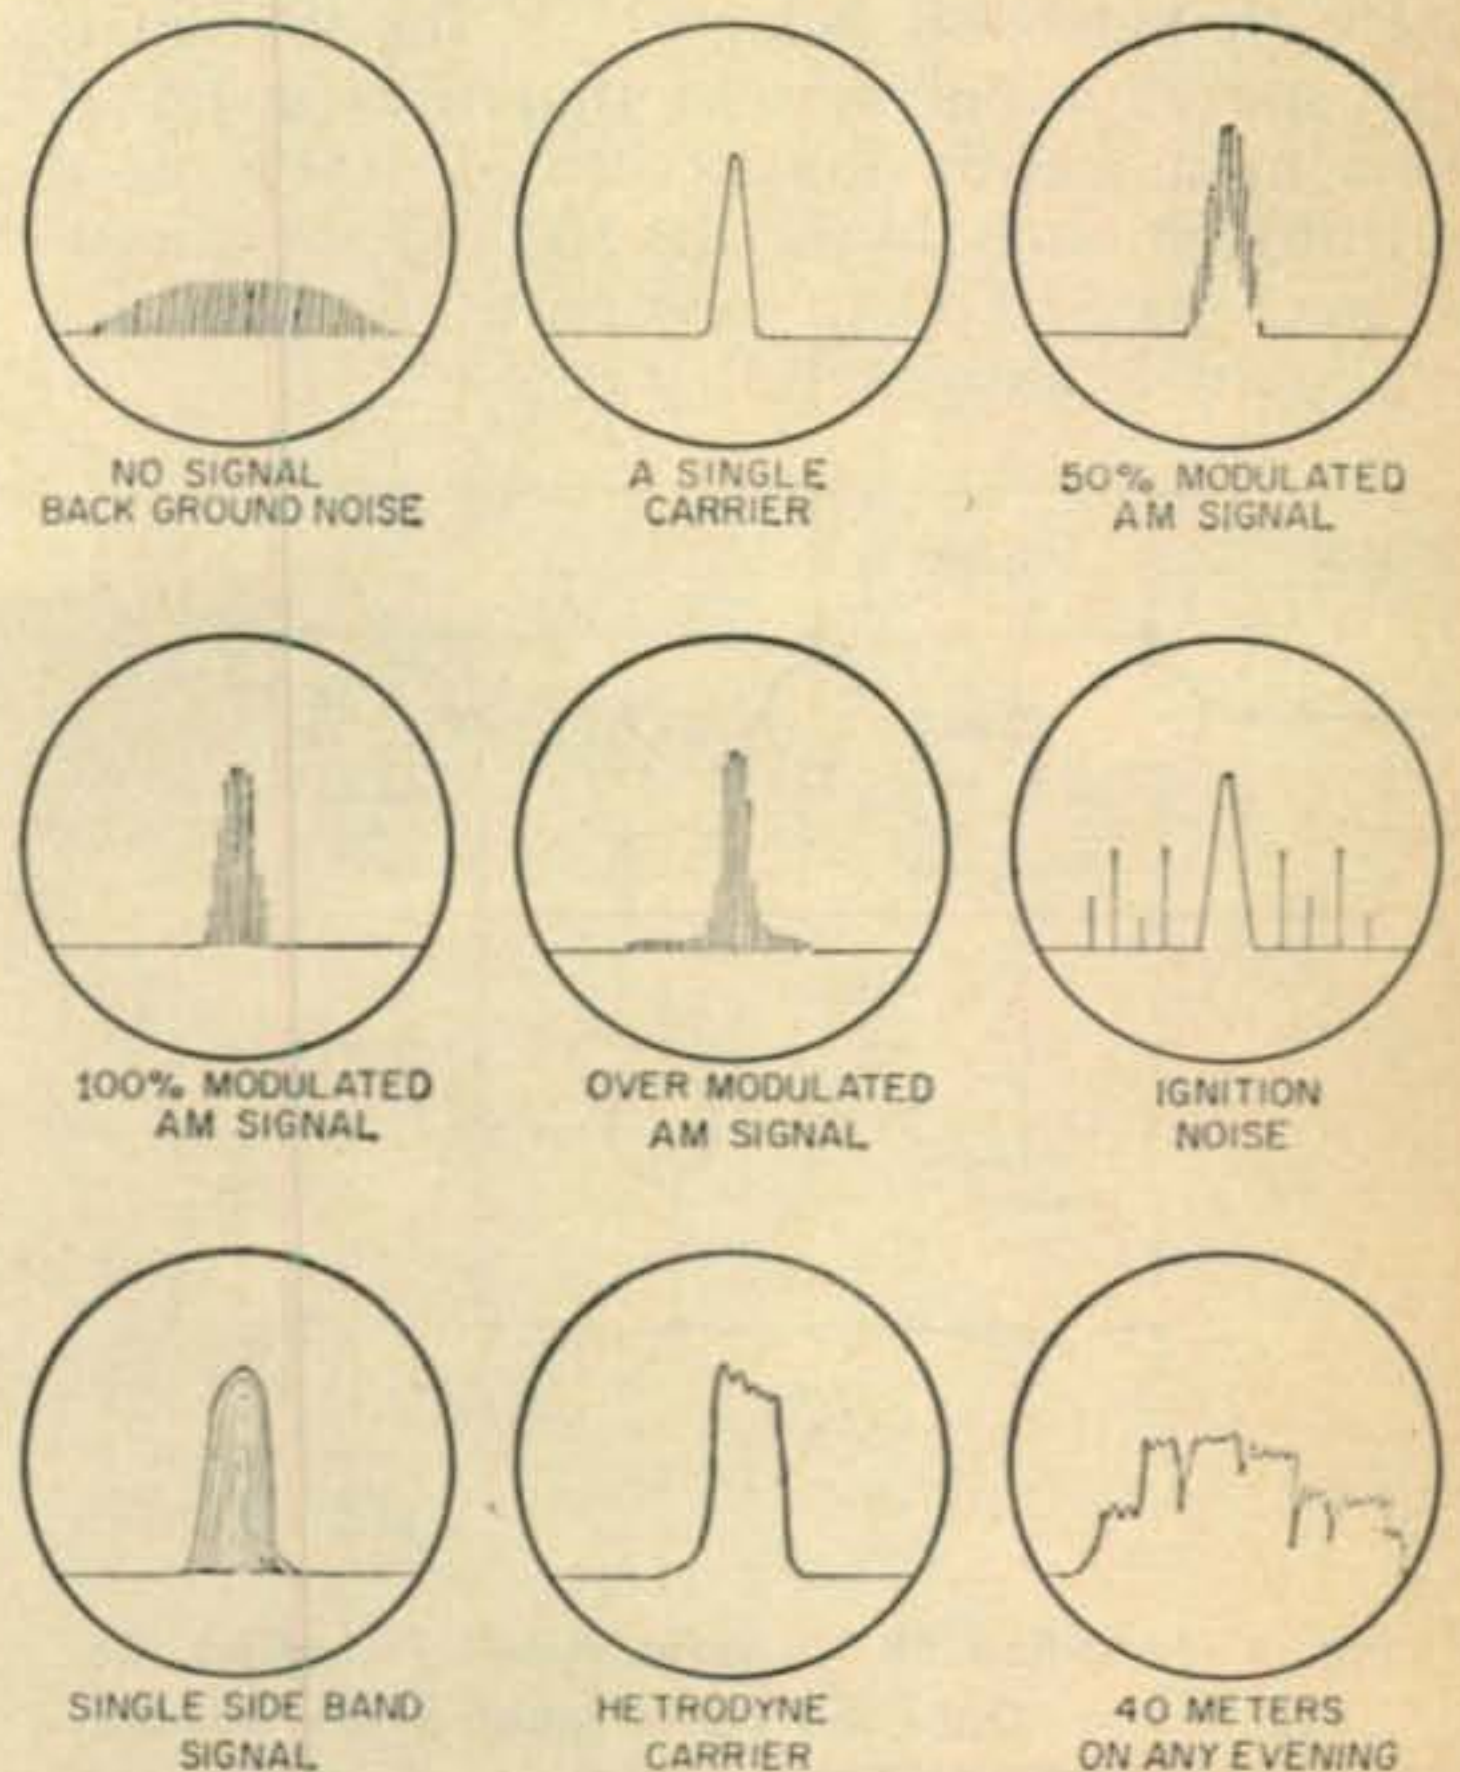 NO SIGNAL
BACK GROUND NOISE
A SINGLE
CARRIER
50% MODULATED
AM SIGNAL
100% MODULATED
AM SIGNAL
OVER MODULATED
AM SIGNAL
IGNITION
NOISE
SINGLE SIDE BAND
SIGNAL
HETRODYNE
CARRIER
40 METERS
ON ANY EVENING